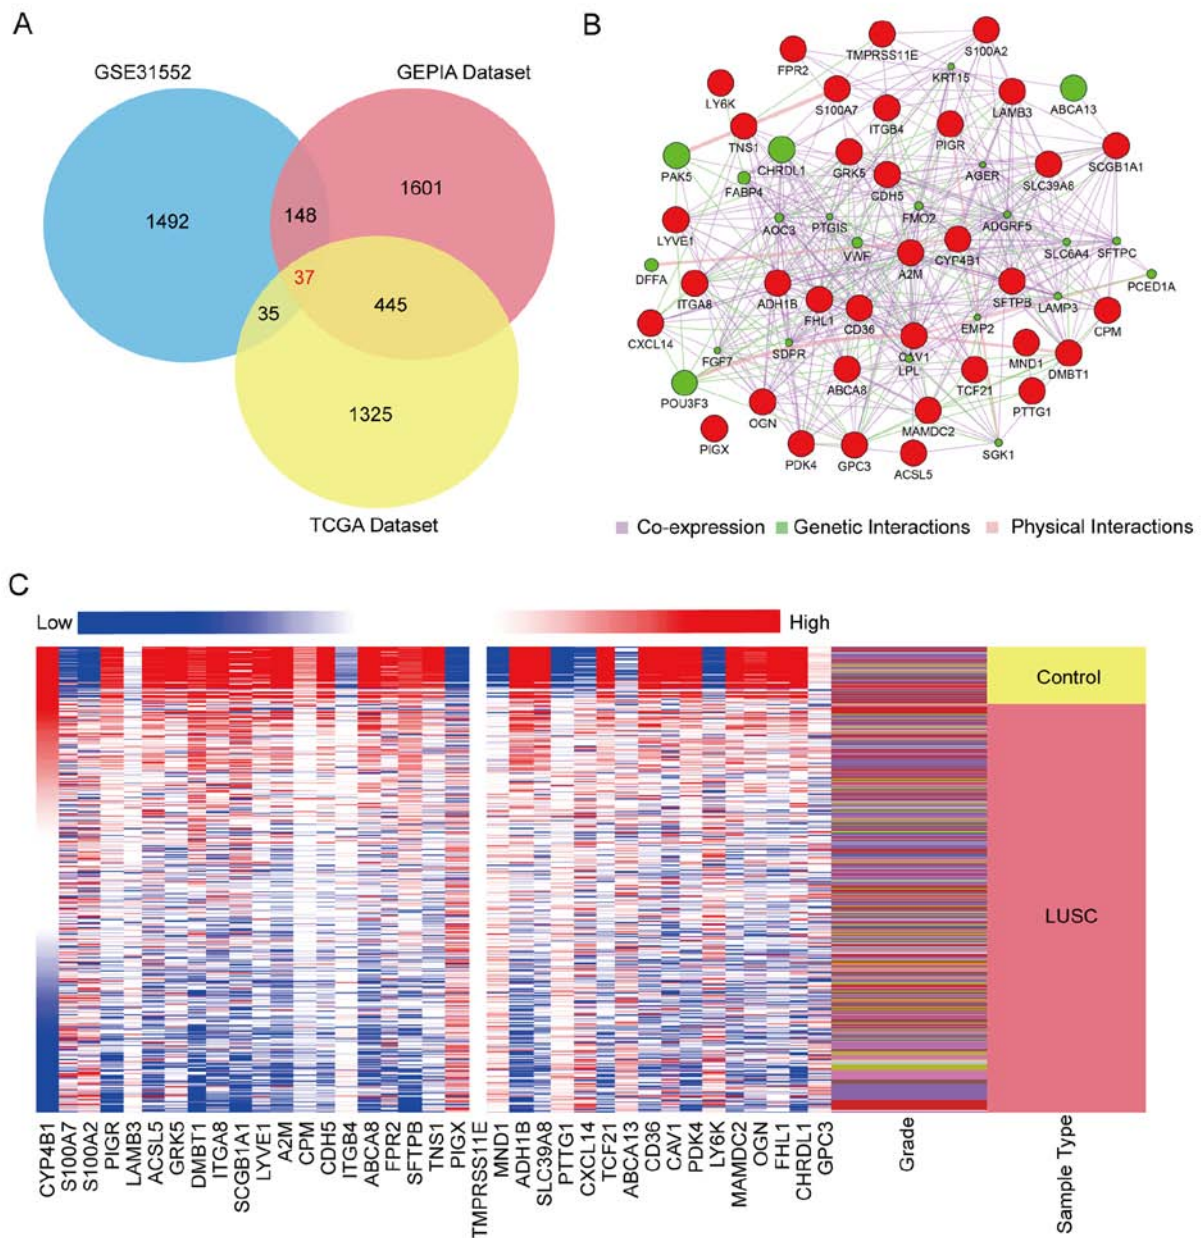 A
GSE31552
GEPIA Dataset
1601
1492
148
37
35
445
1325
TCGA Dataset
B
TMPRSS11E
S100A2
FPR2
KRT15
LY6K
S100A7
ABCA13
ITGB4
LAMB3
TNS1
PIGR
SCGB1A1
PAK5
CHRDL1
GRK5
AGER
SLC39A8
FABP4
CDH5
LYVE1
AOC3
PTGIS
FMO2
ADGRF5
VWF
SLC6A4
SFTPC
DFFA
A2M
CYP4B1
PCED1A
ITGA8
ADH1B
FHL1
SFTPB
LAMP3
CXCL14
CD36
EMP2
CPM
FGF7
SDPR
CAV1
LPL
MND1
DMBT1
POU3F3
ABCA8
TCF21
PTTG1
OGN
MAMDC2
PIGX
PDK4
GPC3
ACSL5
SGK1
Co-expression Genetic Interactions Physical Interactions
C
Low
High
Control
LUSC
CYP4B1
S100A7
S100A2
PIGR
LAMB3
ACSL5
GRK5
DMBT1
ITGA8
SCGB1A1
LYVE1
A2M
CPM
CDH5
ITGB4
ABCA8
FPR2
SFTPB
TNS1
PIGX
TMPRSS11E
MND1
ADH1B
SLC39A8
PTTG1
CXCL14
TCF21
ABCA13
CD36
CAV1
PDK4
LY6K
MAMDC2
OGN
FHL1
CHRDL1
GPC3
Grade
Sample Type